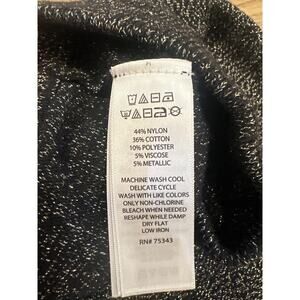 44% NYLON
36% COTTON
10% POLYESTER
5% VISCOSE
5% METALLIC
MACHINE WASH COOL
DELICATE CYCLE
WASH WITH LIKE COLORS
ONLY NON-CHLORINE
BLEACH WHEN NEEDED
RESHAPE WHILE DAMP
DRY FLAT
LOW IRON
RN# 75343